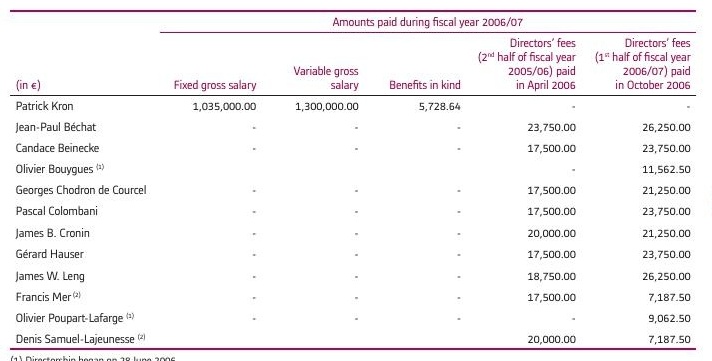 Amounts paid during fiscal year 2006/07
(in €) Fixed gross salary Variable gross salary Benefits in kind Directors' fees (2nd half of fiscal year 2005/06) paid in April 2006 Directors' fees (1st half of fiscal year 2006/07) paid in October 2006
Patrick Kron 1,035,000.00 1,300,000.00 5,728.64 - -
Jean-Paul Béchat - - - 23,750.00 26,250.00
Candace Beinecke - - - 17,500.00 23,750.00
Olivier Bouygues (1) - 11,562.50
Georges Chodron de Courcel - - - 17,500.00 21,250.00
Pascal Colombani - - - 17,500.00 23,750.00
James B. Cronin - - - 20,000.00 21,250.00
Gérard Hauser - - - 17,500.00 23,750.00
James W. Leng - - - 18,750.00 26,250.00
Francis Mer (2) - - - 17,500.00 7,187.50
Olivier Poupart-Lafarge (1) - - - - 9,062.50
Denis Samuel-Lajeunesse (2) 20,000.00 7,187.50
(1) Directorship began on 28 June 2006